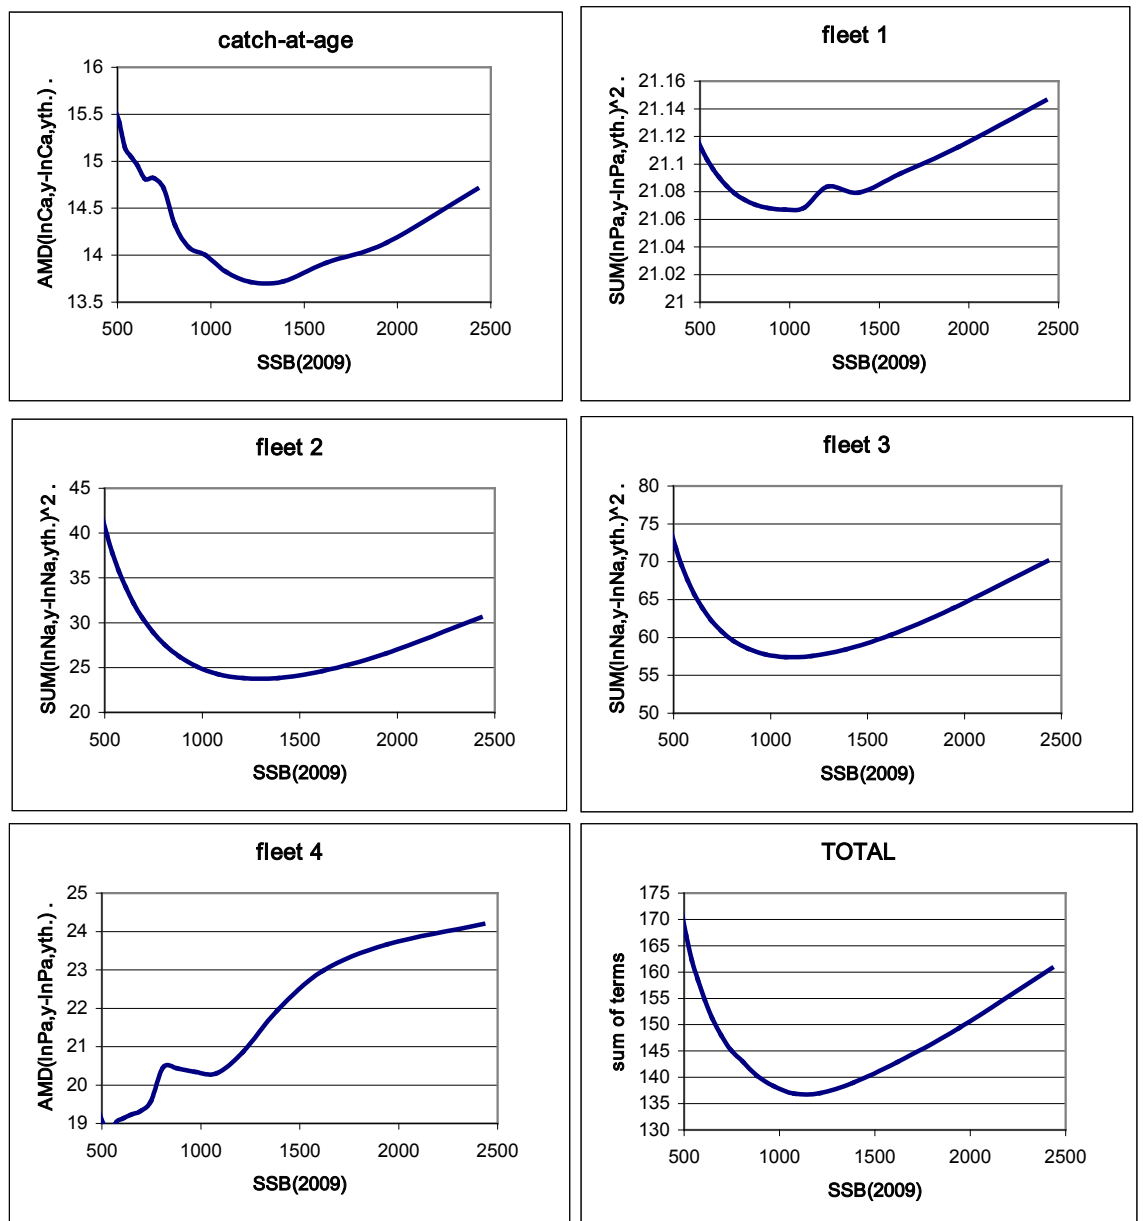 catch-at-age
AMD(lnCa,y-lnCa,yth.) .
16
15.5
15
14.5
14
13.5
500 1000 1500 2000 2500
SSB(2009)
fleet 1
SUM(lnPa,y-lnPa,yth.)^2 .
21.16
21.14
21.12
21.1
21.08
21.06
21.04
21.02
21
500 1000 1500 2000 2500
SSB(2009)
fleet 2
SUM(lnNa,y-lnNa,yth.)^2 .
45
40
35
30
25
20
500 1000 1500 2000 2500
SSB(2009)
fleet 3
SUM(lnNa,y-lnNa,yth.)^2 .
80
75
70
65
60
55
50
500 1000 1500 2000 2500
SSB(2009)
fleet 4
AMD(lnPa,y-lnPa,yth.) .
25
24
23
22
21
20
19
500 1000 1500 2000 2500
SSB(2009)
TOTAL
sum of terms
175
170
165
160
155
150
145
140
135
130
500 1000 1500 2000 2500
SSB(2009)